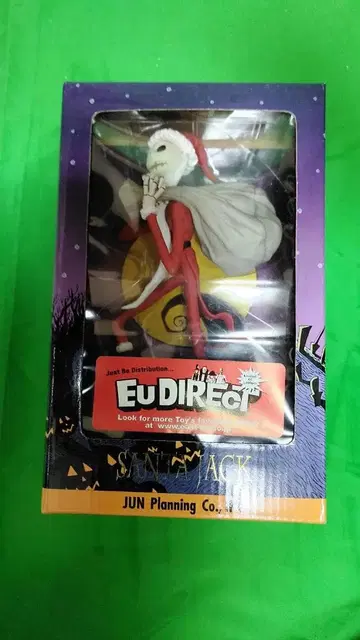 Just Be Distribution...
EUDIRECT
Look for more Toy's
at
SANTA JACK
JUN Planning Co.,